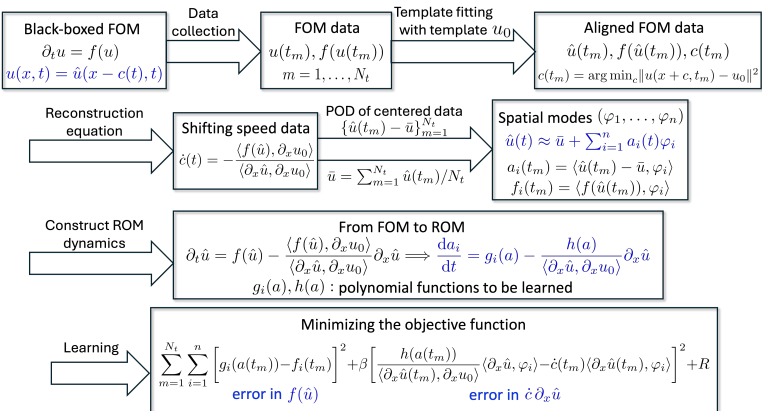 Black-boxed FOM
∂ₜu = f(u)
u(x, t) = û(x − c(t), t)
Data
collection
FOM data
u(tₘ), f(u(tₘ))
m = 1, . . . , Nₜ
Template fitting
with template u₀
Aligned FOM data
û(tₘ), f(û(tₘ)), c(tₘ)
c(tₘ) = arg min_c ‖u(x + c, tₘ) − u₀‖²
Reconstruction
equation
Shifting speed data
ċ(t) = − ⟨f(û), ∂ₓu₀⟩ / ⟨∂ₓû, ∂ₓu₀⟩
POD of centered data
{û(tₘ) − ū}_{m=1}^{Nₜ}
ū = ∑_{m=1}^{Nₜ} û(tₘ)/Nₜ
Spatial modes (φ₁, . . . , φₙ)
û(t) ≈ ū + ∑_{i=1}^{n} aᵢ(t)φᵢ
aᵢ(tₘ) = ⟨û(tₘ) − ū, φᵢ⟩
fᵢ(tₘ) = ⟨f(û(tₘ)), φᵢ⟩
Construct ROM
dynamics
From FOM to ROM
∂ₜû = f(û) − ⟨f(û), ∂ₓu₀⟩ / ⟨∂ₓû, ∂ₓu₀⟩ ∂ₓû ⟹ daᵢ/dt = gᵢ(a) − h(a) / ⟨∂ₓû, ∂ₓu₀⟩ ∂ₓû
gᵢ(a), h(a) : polynomial functions to be learned
Learning
Minimizing the objective function
∑_{m=1}^{Nₜ} ∑_{i=1}^{n} [gᵢ(a(tₘ)) − fᵢ(tₘ)]² + β[h(a(tₘ)) / ⟨∂ₓû(tₘ), ∂ₓu₀⟩ ⟨∂ₓû, φᵢ⟩ − ċ(tₘ)⟨∂ₓû(tₘ), φᵢ⟩]² + R
error in f(û)
error in ċ ∂ₓû